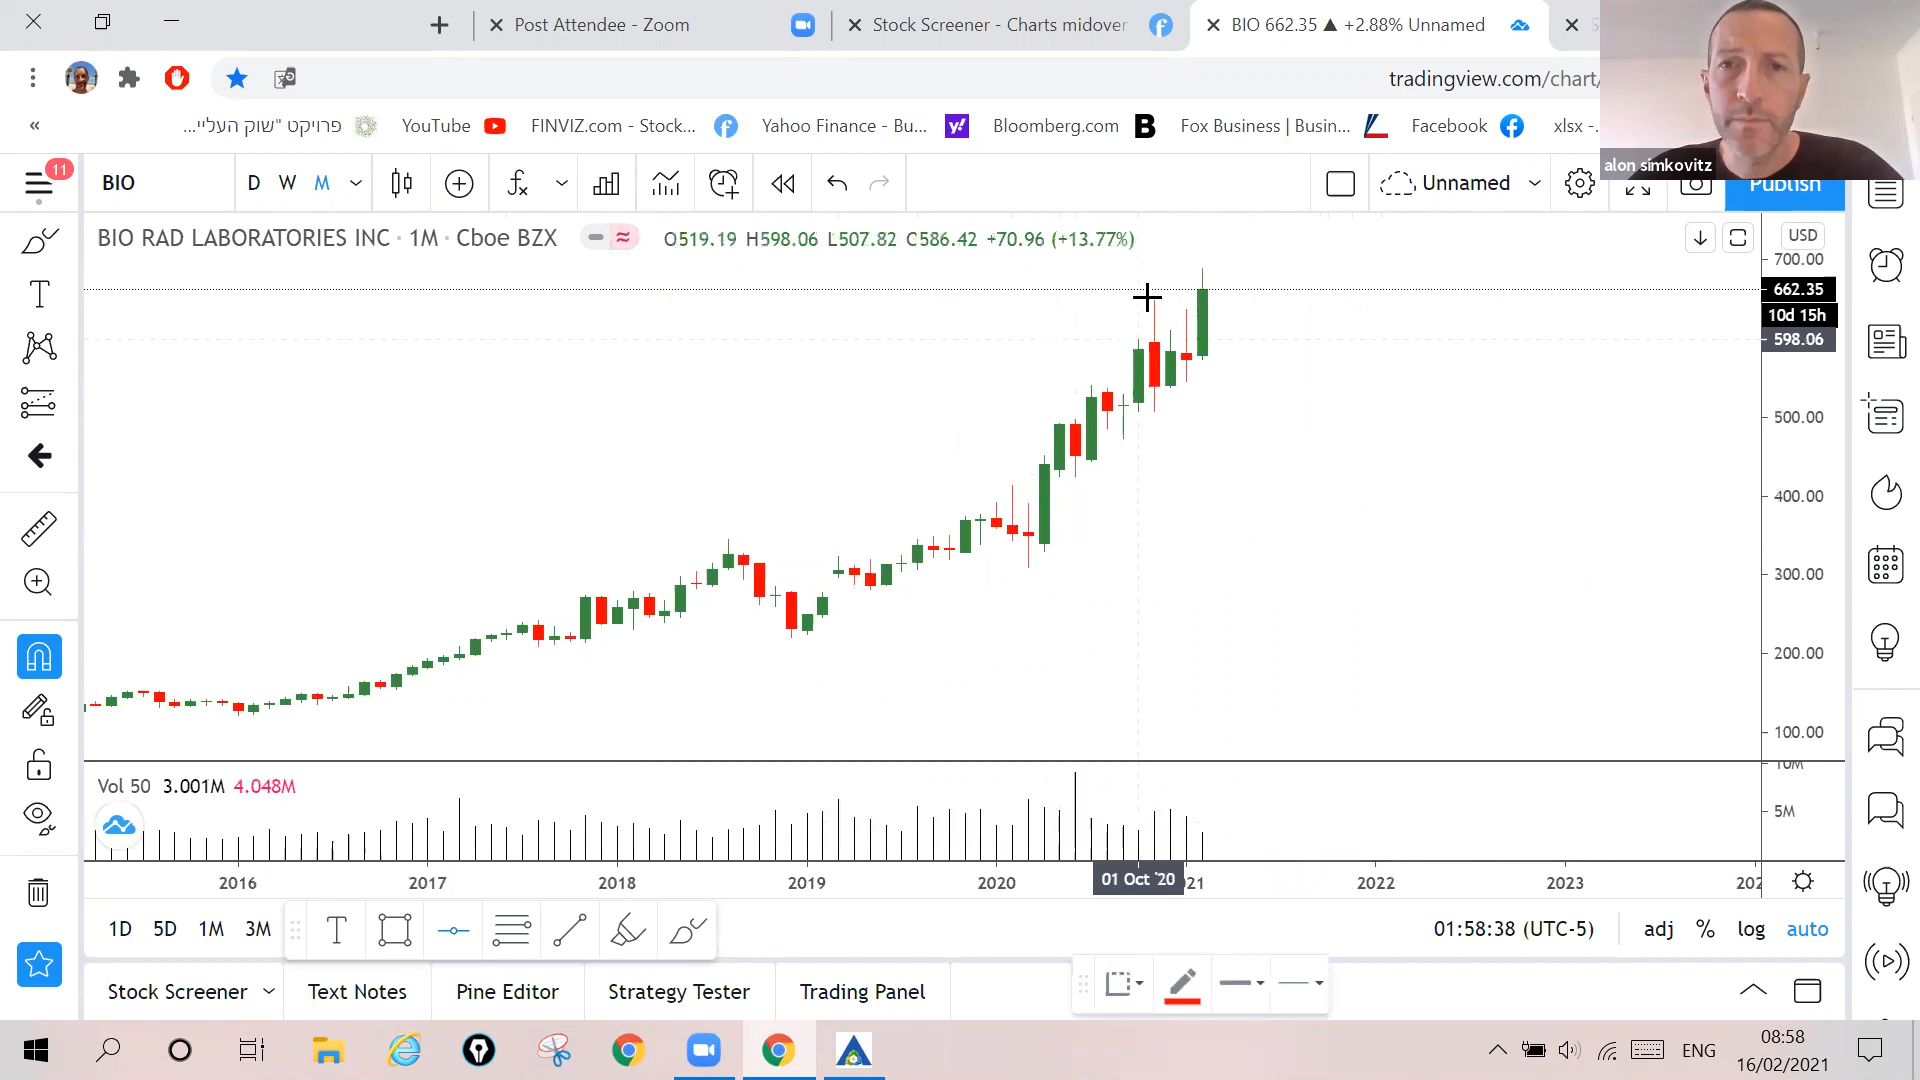 Post Attendee - Zoom
Stock Screener - Charts midover
BIO 662.35 ▲ +2.88% Unnamed
tradingview.com/chart/
«
פרויקט "שוק העליי...
YouTube
FINVIZ.com - Stock...
Yahoo Finance - Bu...
y!
Bloomberg.com
B
Fox Business | Busin...
Facebook
xlsx -
alon simkovitz
11
BIO
D W M
Unnamed
Publish
BIO RAD LABORATORIES INC · 1M · Cboe BZX
O519.19 H598.06 L507.82 C586.42 +70.96 (+13.77%)
USD
700.00
662.35
10d 15h
598.06
500.00
400.00
300.00
200.00
100.00
Vol 50 3.001M 4.048M
10M
5M
2016 2017 2018 2019 2020 01 Oct '20 2022 2023
1D 5D 1M 3M
T
01:58:38 (UTC-5)
adj % log auto
Stock Screener
Text Notes
Pine Editor
Strategy Tester
Trading Panel
ENG
08:58
16/02/2021